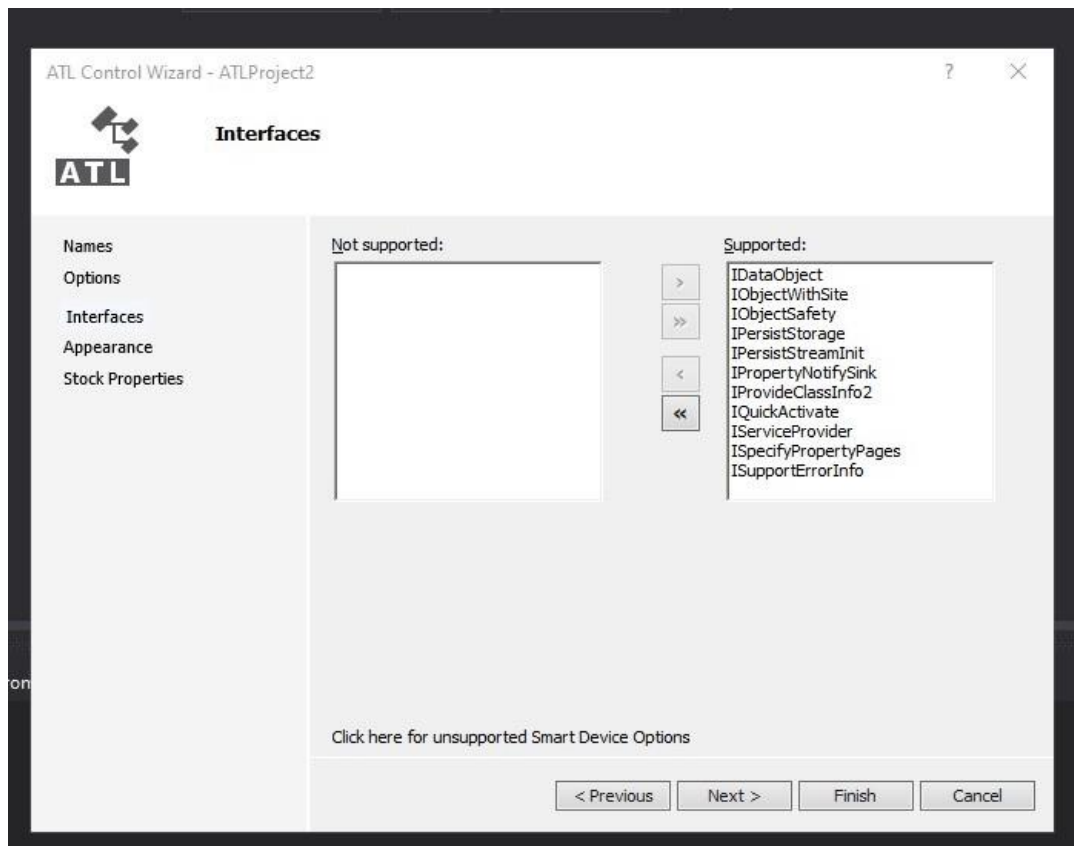 ATL Control Wizard - ATLProject2
?
ATL
Interfaces
Names
Options
Interfaces
Appearance
Stock Properties
Not supported:
>
»
<
«
Supported:
IDataObject
IObjectWithSite
IObjectSafety
IPersistStorage
IPersistStreamInit
IPropertyNotifySink
IProvideClassInfo2
IQuickActivate
IServiceProvider
ISpecifyPropertyPages
ISupportErrorInfo
Click here for unsupported Smart Device Options
< Previous
Next >
Finish
Cancel